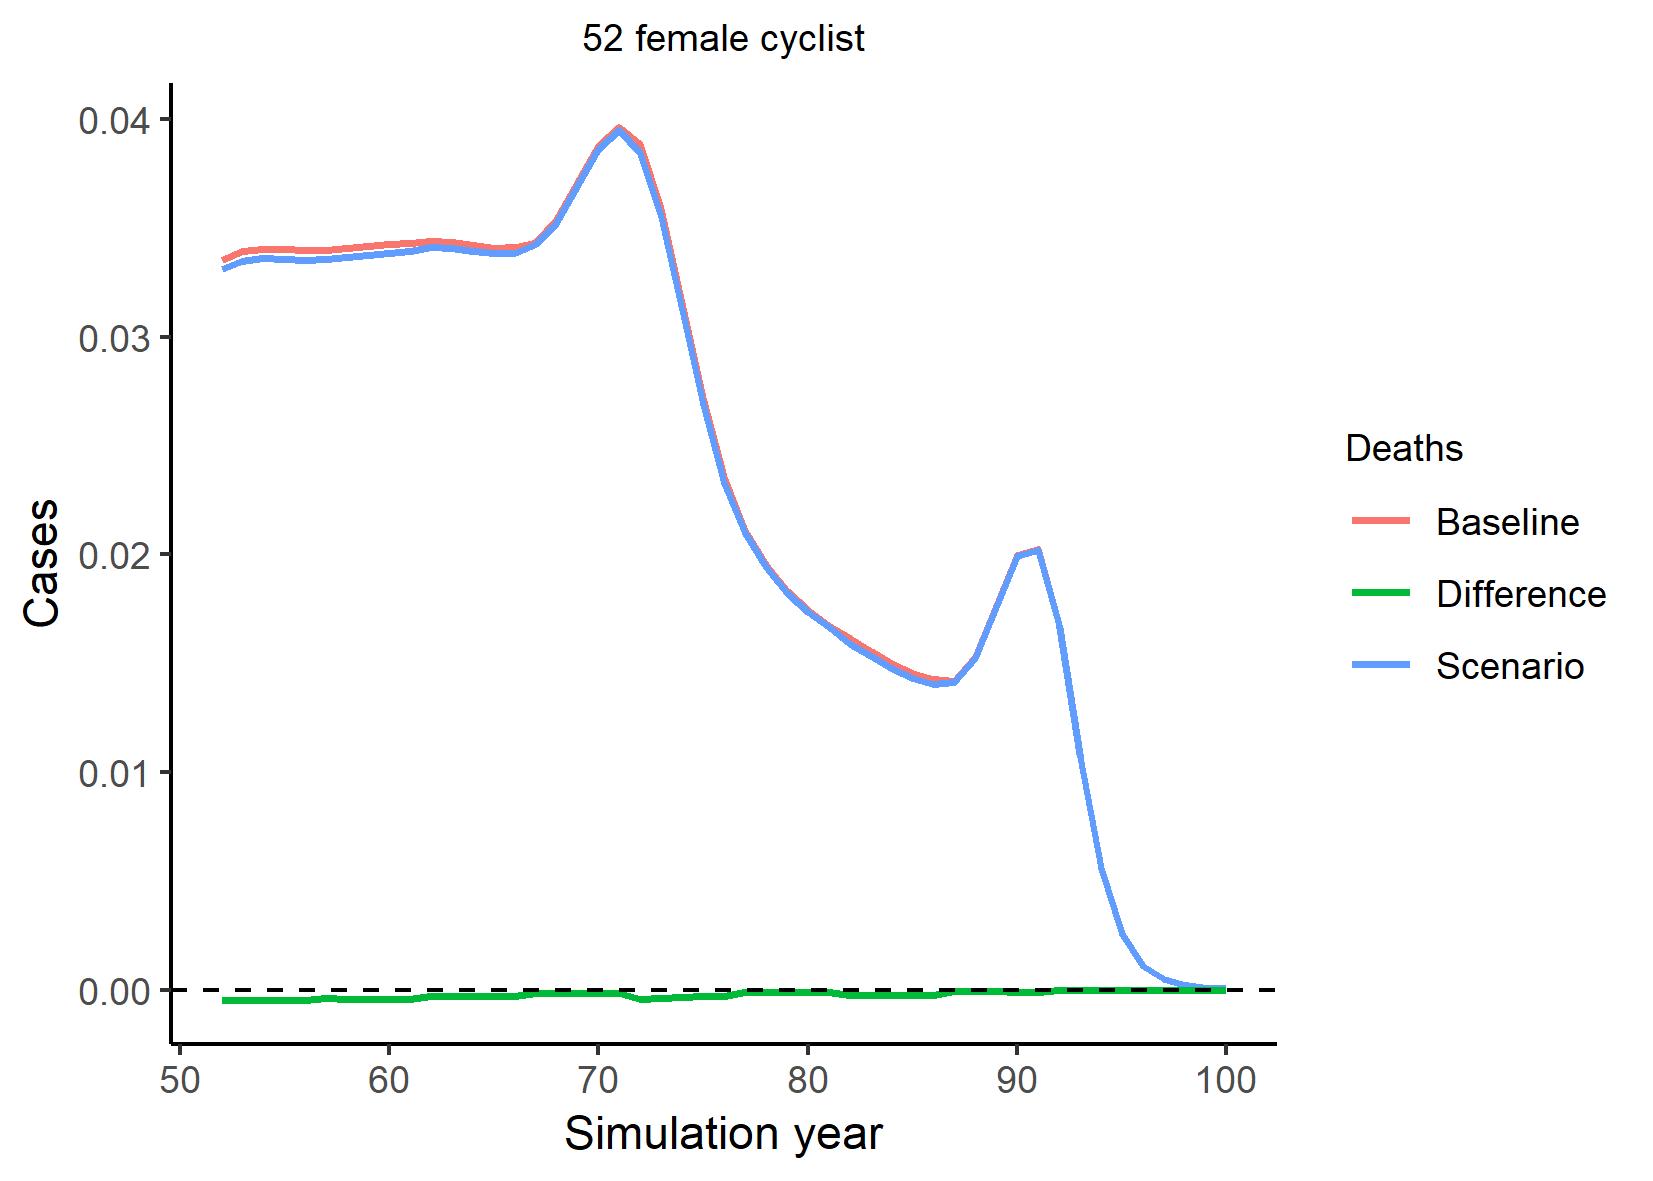 52 female cyclist
0.04
0.03
0.02
0.01
0.00
Cases
50 60 70 80 90 100
Simulation year
Deaths
Baseline
Difference
Scenario